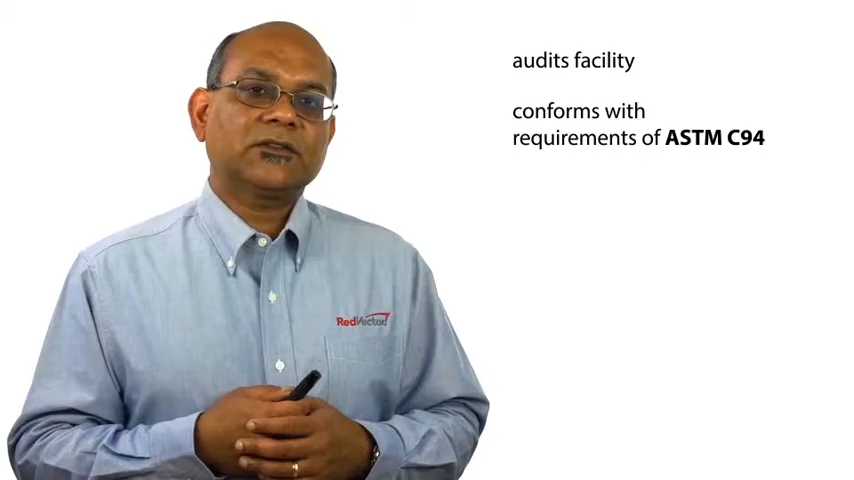 audits facility
conforms with
requirements of ASTM C94
RedVector